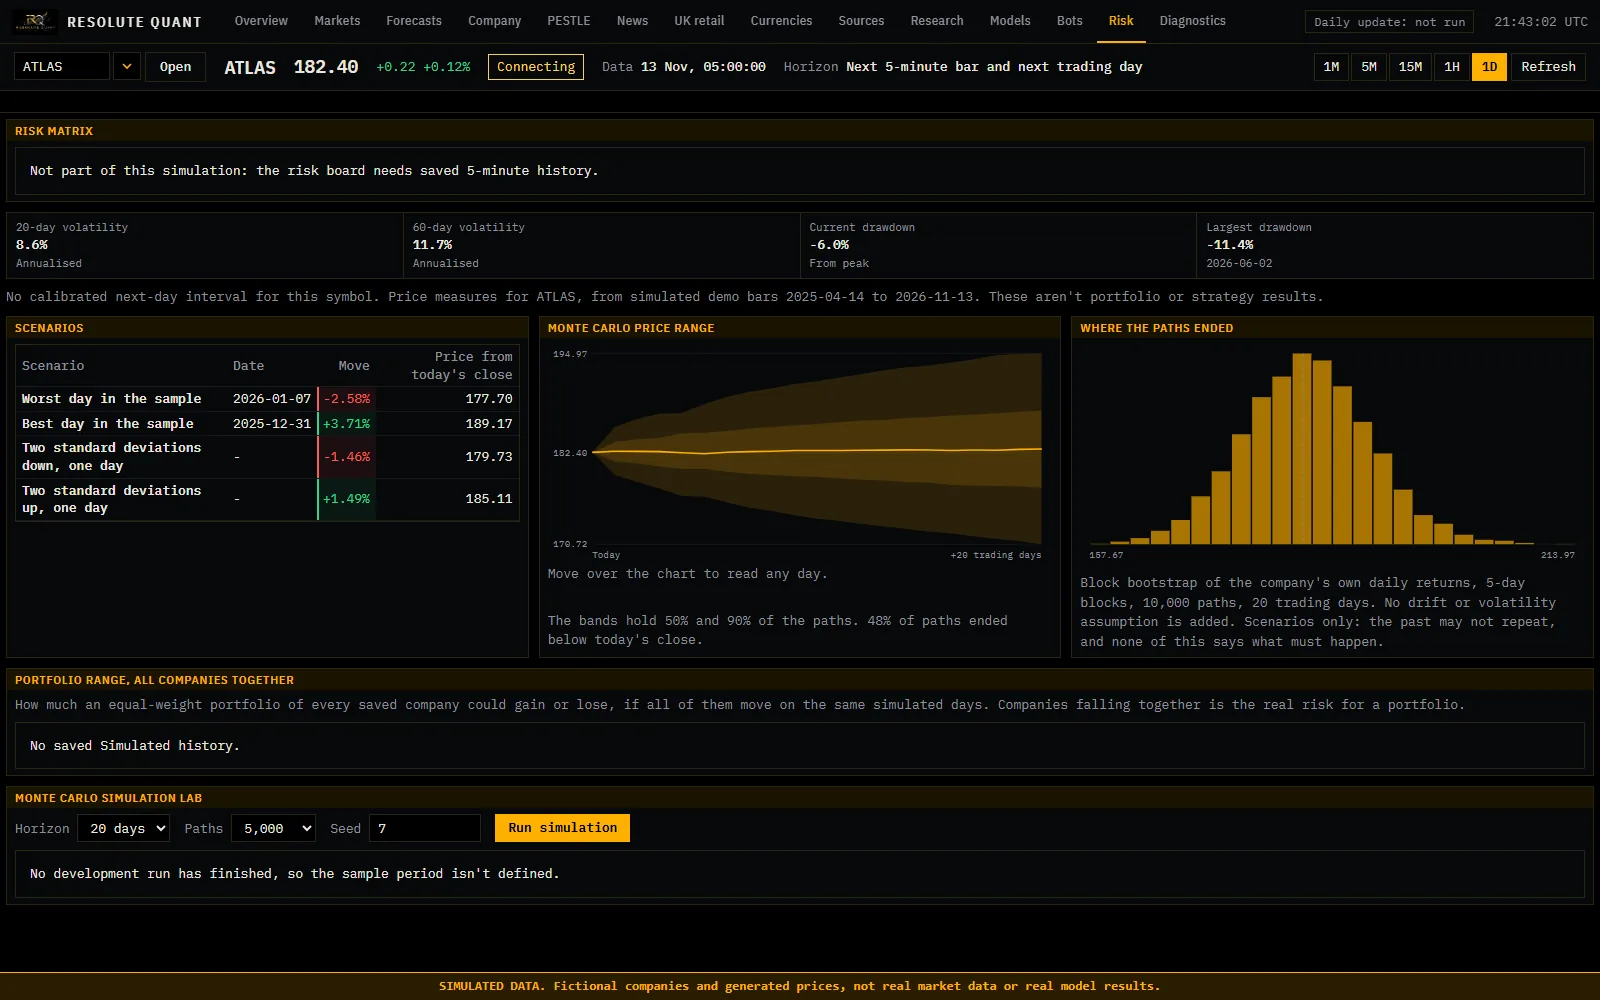 RESOLUTE QUANT Overview Markets Forecasts Company PESTLE News UK retail Currencies Sources Research Models Bots Risk Diagnostics Daily update: not run 21:43:02 UTC
ATLAS Open ATLAS 182.40 +0.22 +0.12% Connecting Data 13 Nov, 05:00:00 Horizon Next 5-minute bar and next trading day 1M 5M 15M 1H 1D Refresh
RISK MATRIX
Not part of this simulation: the risk board needs saved 5-minute history.
20-day volatility
8.6%
Annualised
60-day volatility
11.7%
Annualised
Current drawdown
-6.0%
From peak
Largest drawdown
-11.4%
2026-06-02
No calibrated next-day interval for this symbol. Price measures for ATLAS, from simulated demo bars 2025-04-14 to 2026-11-13. These aren't portfolio or strategy results.
SCENARIOS
Scenario Date Move Price from
today's close
Worst day in the sample 2026-01-07 -2.58% 177.70
Best day in the sample 2025-12-31 +3.71% 189.17
Two standard deviations
down, one day - -1.46% 179.73
Two standard deviations
up, one day - +1.49% 185.11
MONTE CARLO PRICE RANGE
194.97
182.40
170.72
Today +20 trading days
Move over the chart to read any day.
The bands hold 50% and 90% of the paths. 48% of paths ended
below today's close.
WHERE THE PATHS ENDED
157.67 213.97
Block bootstrap of the company's own daily returns, 5-day
blocks, 10,000 paths, 20 trading days. No drift or volatility
assumption is added. Scenarios only: the past may not repeat,
and none of this says what must happen.
PORTFOLIO RANGE, ALL COMPANIES TOGETHER
How much an equal-weight portfolio of every saved company could gain or lose, if all of them move on the same simulated days. Companies falling together is the real risk for a portfolio.
No saved Simulated history.
MONTE CARLO SIMULATION LAB
Horizon 20 days Paths 5,000 Seed 7 Run simulation
No development run has finished, so the sample period isn't defined.
SIMULATED DATA. Fictional companies and generated prices, not real market data or real model results.